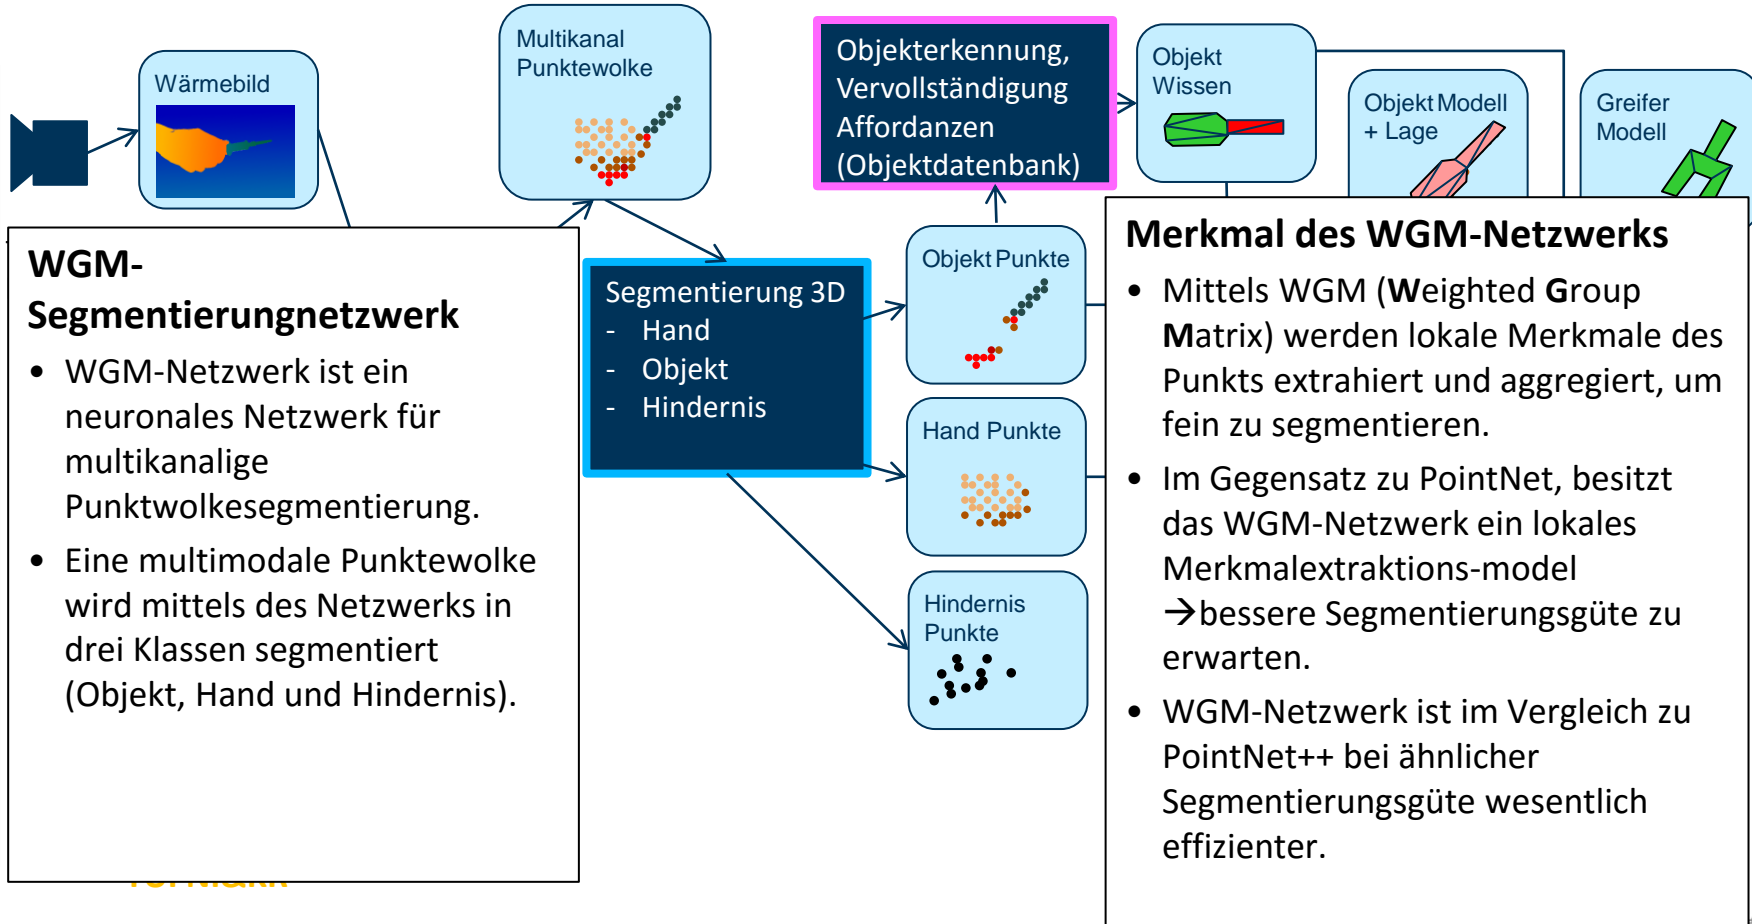 Wärmebild
Multikanal
Punktewolke
Objekterkennung,
Vervollständigung
Affordanzen
(Objektdatenbank)
Objekt
Wissen
Objekt Modell
+ Lage
Greifer
Modell
WGM-
Segmentierungnetzwerk
• WGM-Netzwerk ist ein
neuronales Netzwerk für
multikanalige
Punktwolkesegmentierung.
• Eine multimodale Punktewolke
wird mittels des Netzwerks in
drei Klassen segmentiert
(Objekt, Hand und Hindernis).
Segmentierung 3D
- Hand
- Objekt
- Hindernis
Objekt Punkte
Hand Punkte
Hindernis
Punkte
Merkmal des WGM-Netzwerks
• Mittels WGM (Weighted Group
Matrix) werden lokale Merkmale des
Punkts extrahiert und aggregiert, um
fein zu segmentieren.
• Im Gegensatz zu PointNet, besitzt
das WGM-Netzwerk ein lokales
Merkmalextraktions-model
→bessere Segmentierungsgüte zu
erwarten.
• WGM-Netzwerk ist im Vergleich zu
PointNet++ bei ähnlicher
Segmentierungsgüte wesentlich
effizienter.